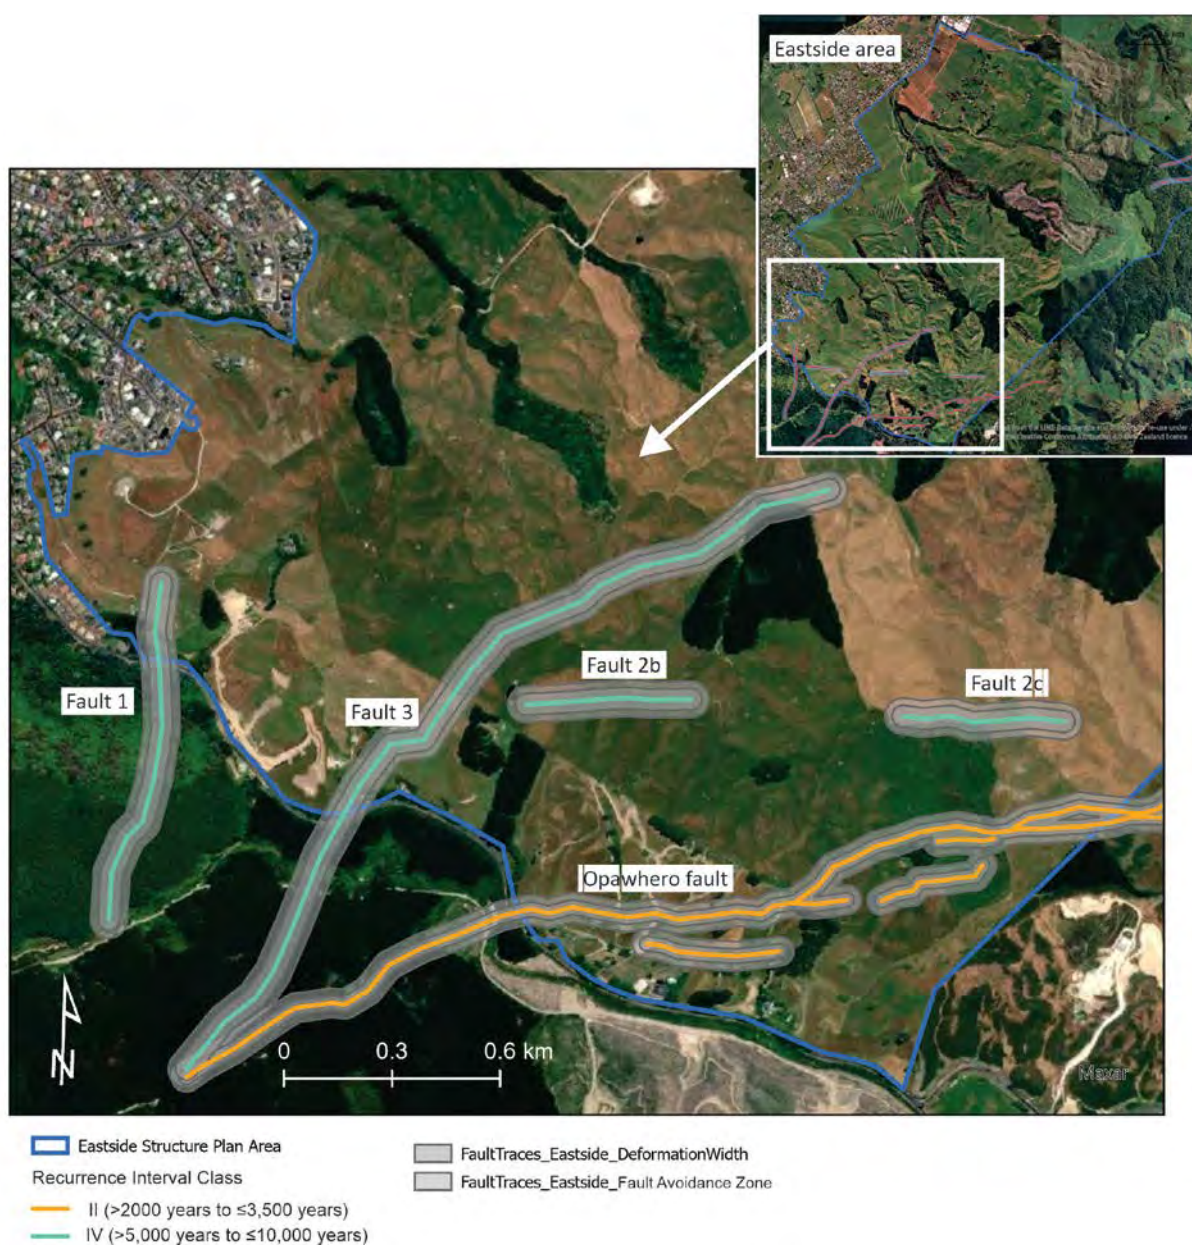 Eastside area
Fault 2b
Fault 2c
Fault 1
Fault 3
Opawhero fault
N
0 0.3 0.6 km
Maxar
Eastside Structure Plan Area
Recurrence Interval Class
II (>2000 years to ≤3,500 years)
IV (>5,000 years to ≤10,000 years)
FaultTraces_Eastside_DeformationWidth
FaultTraces_Eastside_Fault Avoidance Zone